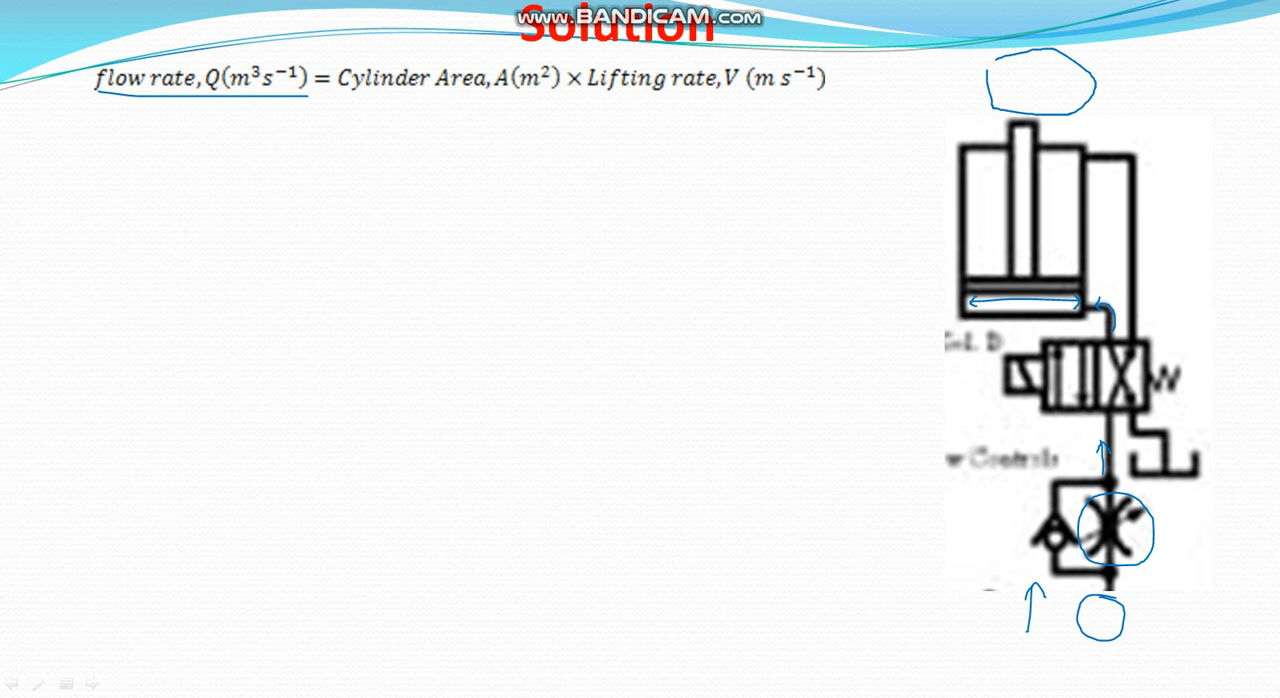 www.BANDICAM.com
Solution
flow rate, Q(m³s⁻¹) = Cylinder Area, A(m²) × Lifting rate, V (m s⁻¹)
D
Controls